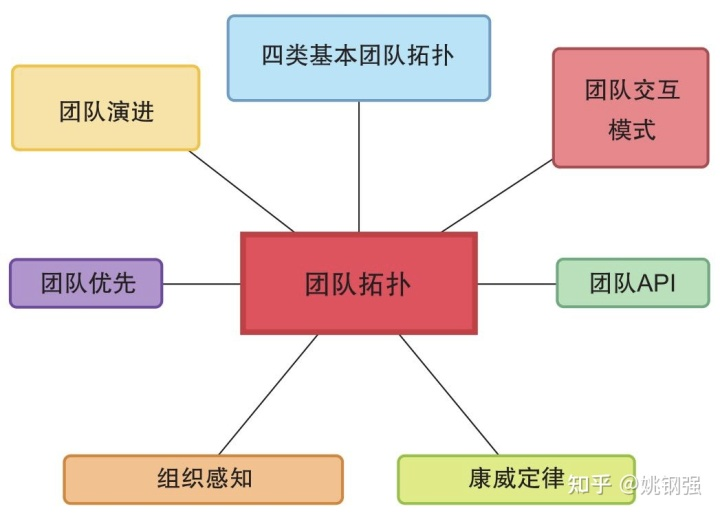 四类基本团队拓扑
团队演进
团队交互
模式
团队优先
团队拓扑
团队API
组织感知
康威定律
知乎 @姚钢强